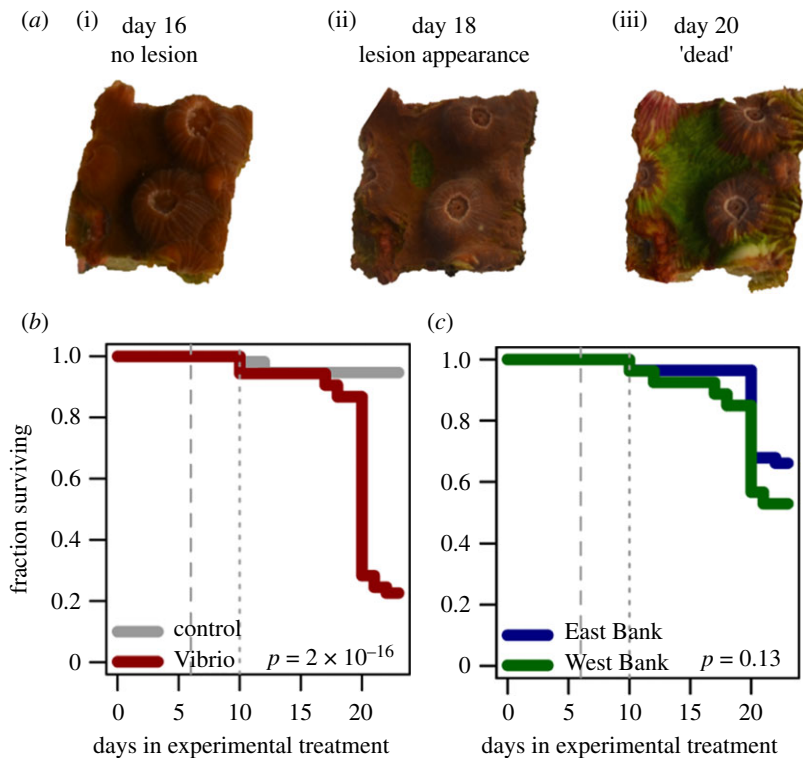 (a) (i) day 16 (ii) day 18 (iii) day 20
no lesion lesion appearance 'dead'
(b) (c)
fraction surviving
1.0
0.8
0.6
0.4
0.2
0
control
Vibrio p = 2 × 10⁻¹⁶
0 5 10 15 20
days in experimental treatment
1.0
0.8
0.6
0.4
0.2
0
East Bank
West Bank p = 0.13
0 5 10 15 20
days in experimental treatment